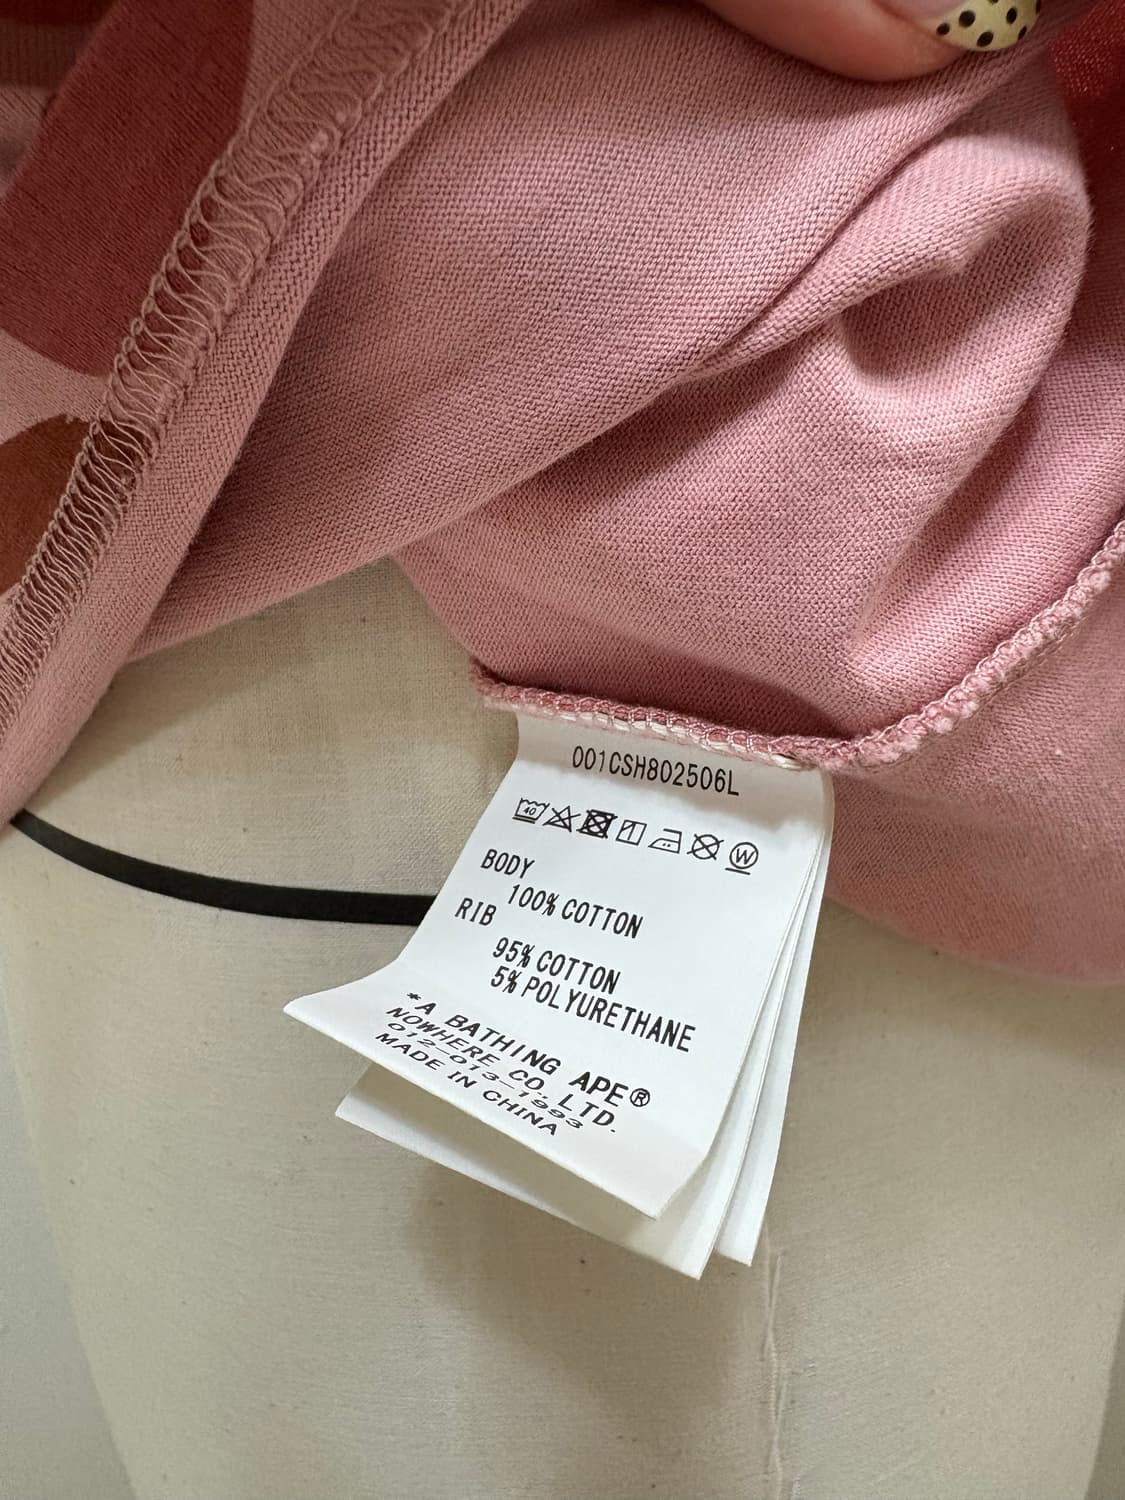 001CSH802506L
40
W
BODY
100% COTTON
RIB
95% COTTON
5% POLYURETHANE
*A BATHING APE®
NOWHERE CO., LTD.
012-013-1993
MADE IN CHINA